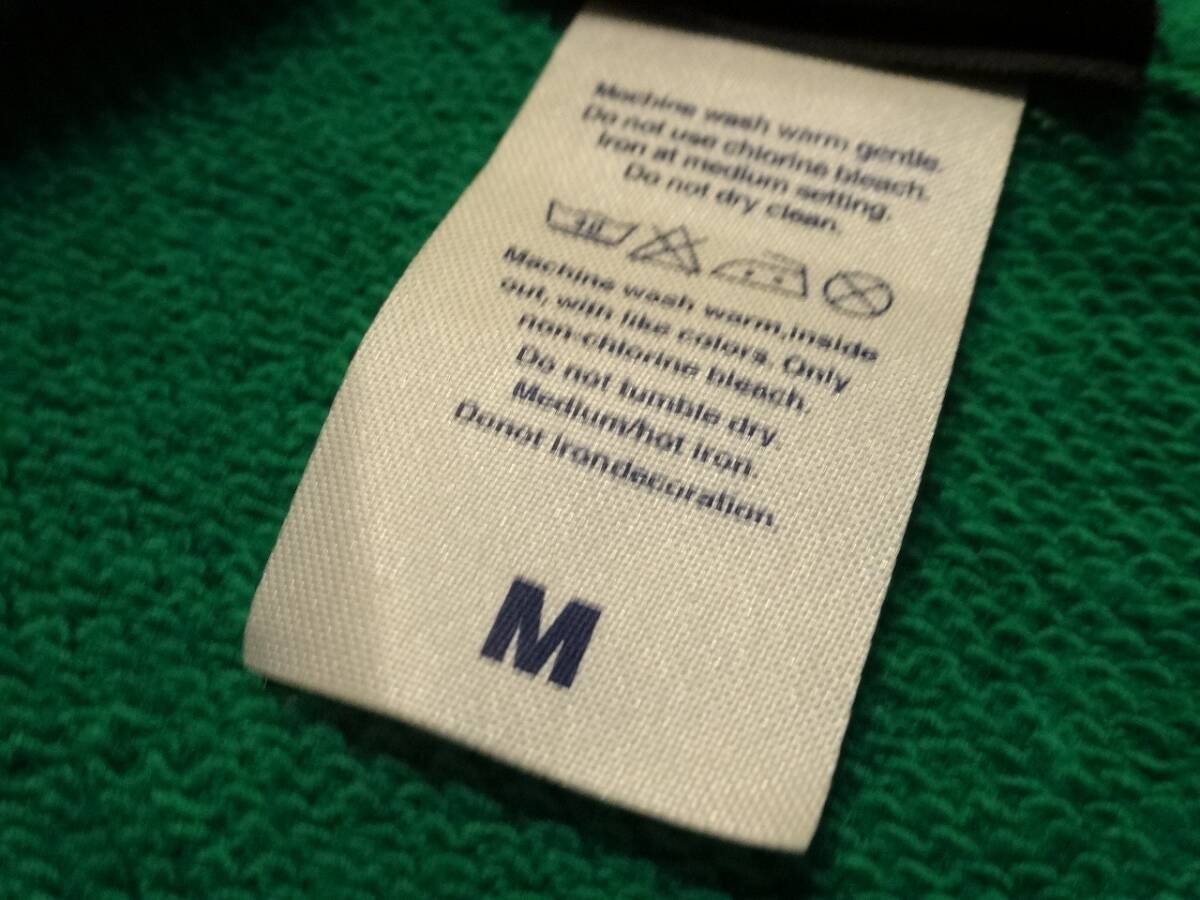 Machine wash warm gentle.
Do not use chlorine bleach.
Iron at medium setting.
Do not dry clean.
Machine wash warm,inside
out, with like colors. Only
non-chlorine bleach.
Do not tumble dry.
Medium/hot iron.
Donot irondecoration
M